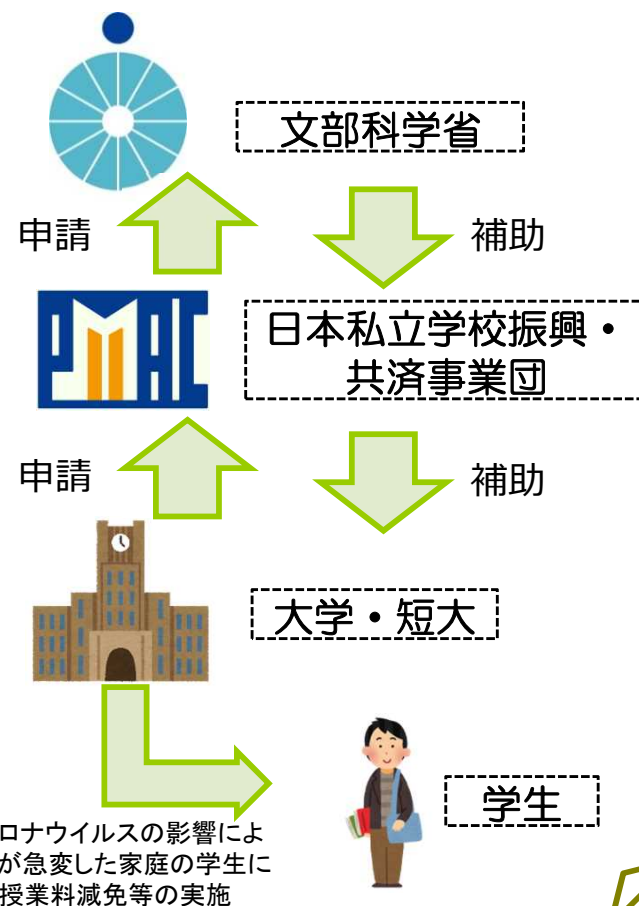 文部科学省
申請
補助
PMAC
日本私立学校振興・
共済事業団
申請
補助
大学・短大
学生
ロナウイルスの影響によ
が急変した家庭の学生に
授業料減免等の実施